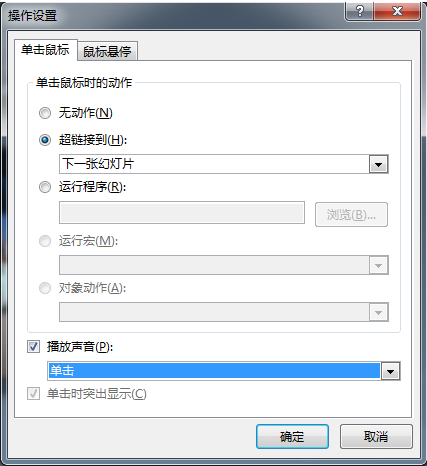 操作设置
单击鼠标 鼠标悬停
单击鼠标时的动作
无动作(N)
超链接到(H):
下一张幻灯片
运行程序(R):
浏览(B)...
运行宏(M):
对象动作(A):
播放声音(P):
单击
单击时突出显示(C)
确定 取消